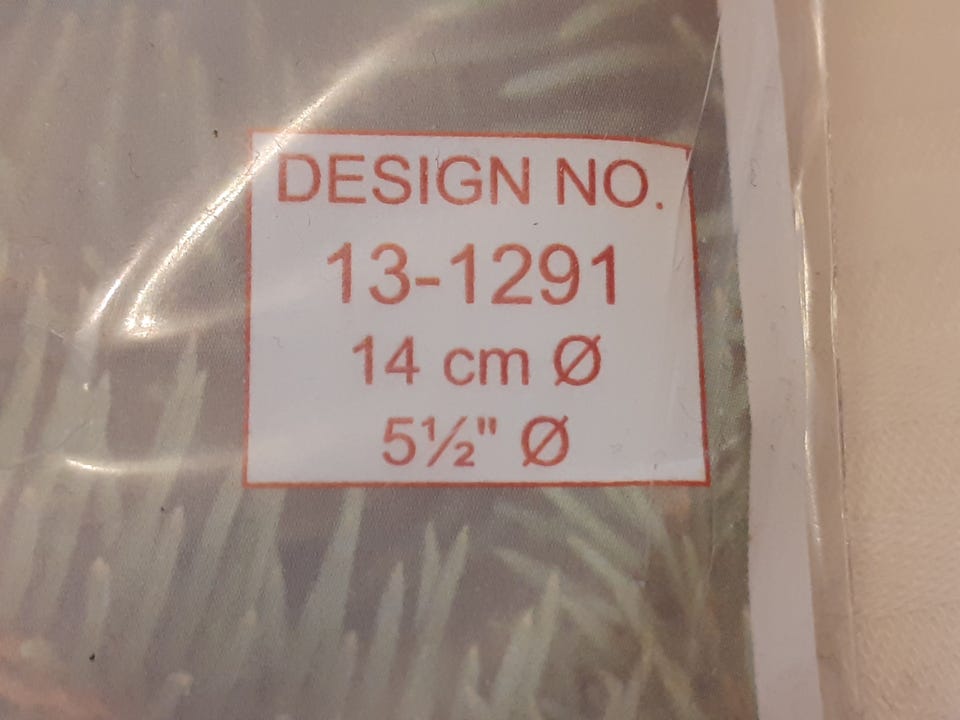 DESIGN NO.
13-1291
14 cm Ø
5½" Ø